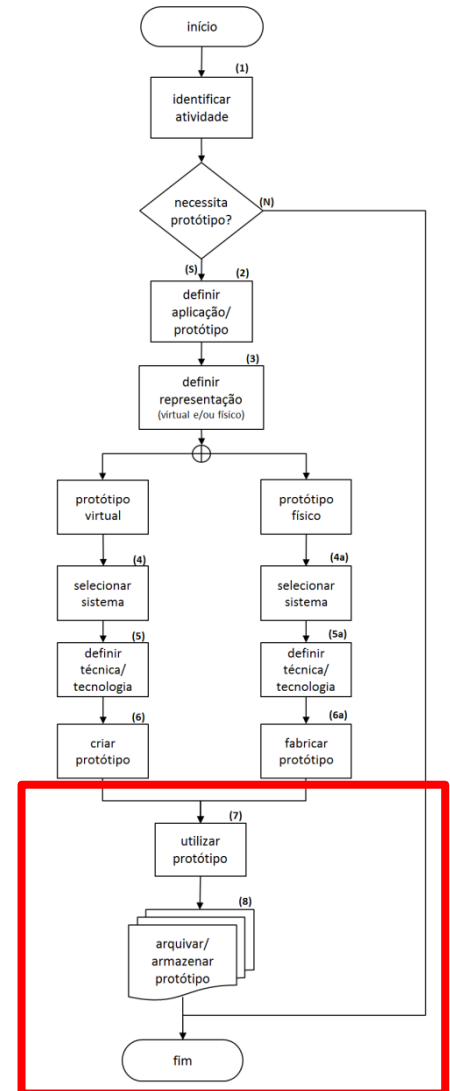 início
(1)
identificar
atividade
necessita
protótipo?
(N)
(S)
(2)
definir
aplicação/
protótipo
(3)
definir
representação
(virtual e/ou físico)
protótipo
virtual
protótipo
físico
(4)
selecionar
sistema
(4a)
selecionar
sistema
(5)
definir
técnica/
tecnologia
(5a)
definir
técnica/
tecnologia
(6)
criar
protótipo
(6a)
fabricar
protótipo
(7)
utilizar
protótipo
(8)
arquivar/
armazenar
protótipo
fim